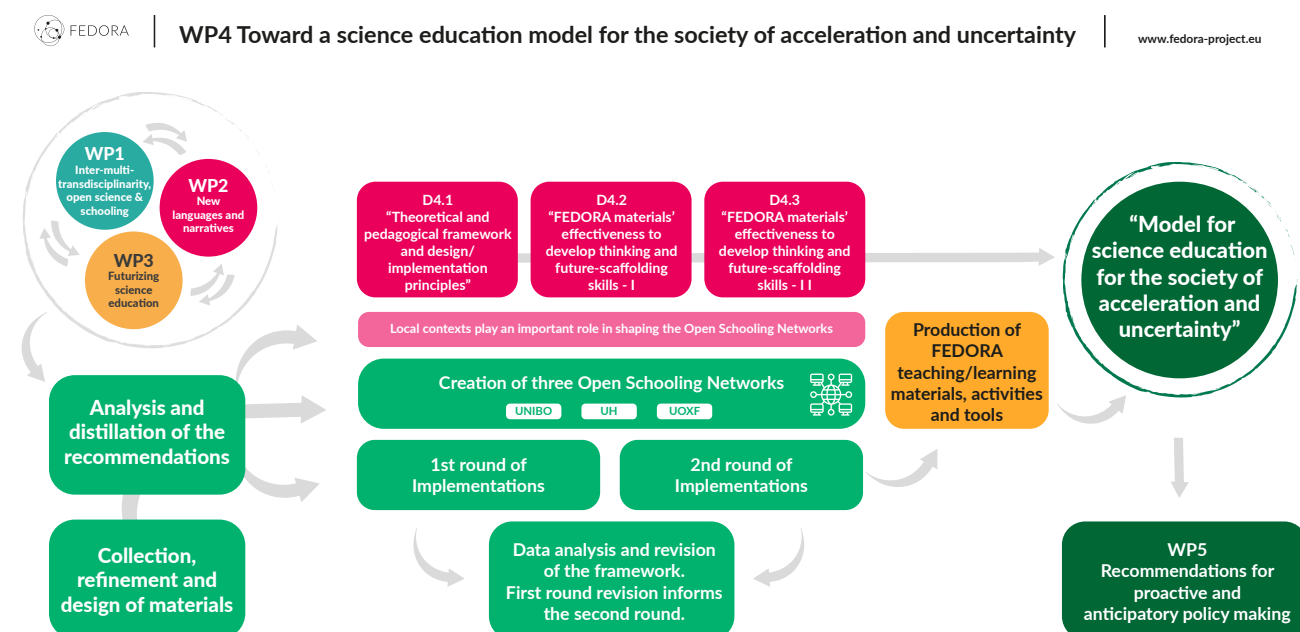 FEDORA
WP4 Toward a science education model for the society of acceleration and uncertainty
www.fedora-project.eu
WP1
Inter-multi-
transdisciplinarity,
open science &
schooling
WP2
New
languages and
narratives
WP3
Futurizing
science
education
Analysis and
distillation of the
recommendations
Collection,
refinement and
design of materials
D4.1
“Theoretical and
pedagogical framework
and design/
implementation
principles”
D4.2
“FEDORA materials’
effectiveness to
develop thinking and
future-scaffolding
skills - I
D4.3
“FEDORA materials’
effectiveness to
develop thinking and
future-scaffolding
skills - I I
Local contexts play an important role in shaping the Open Schooling Networks
Creation of three Open Schooling Networks
UNIBO
UH
UOXF
1st round of
Implementations
2nd round of
Implementations
Data analysis and revision
of the framework.
First round revision informs
the second round.
Production of
FEDORA
teaching/learning
materials, activities
and tools
“Model for
science education
for the society of
acceleration and
uncertainty”
WP5
Recommendations for
proactive and
anticipatory policy making